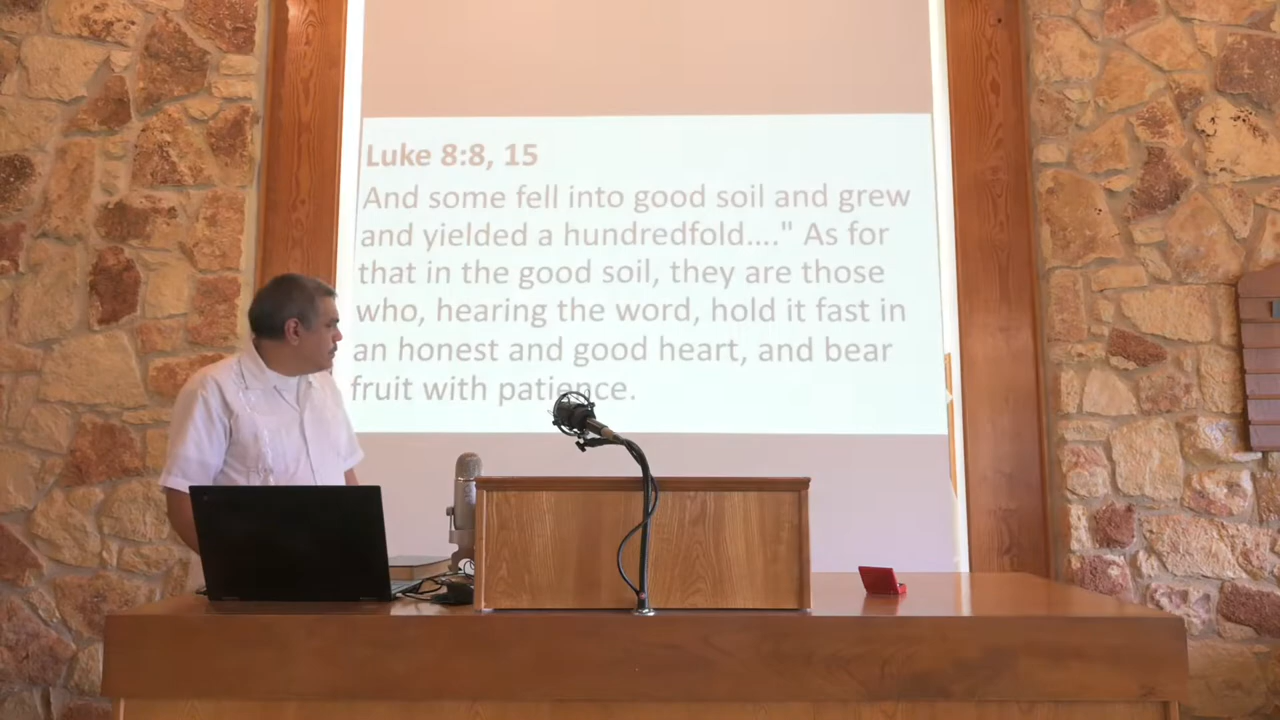 Luke 8:8, 15
And some fell into good soil and grew
and yielded a hundredfold...." As for
that in the good soil, they are those
who, hearing the word, hold it fast in
an honest and good heart, and bear
fruit with patience.